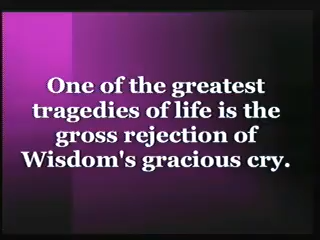 One of the greatest
tragedies of life is the
gross rejection of
Wisdom's gracious cry.